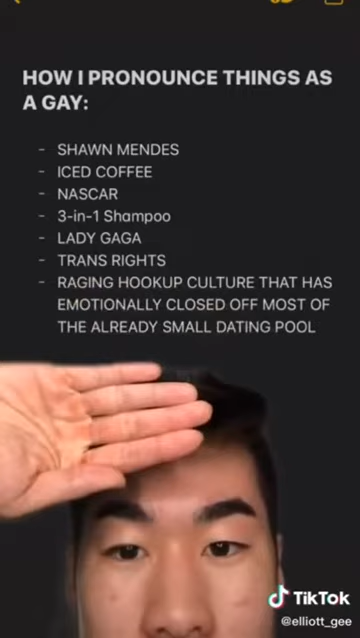 HOW I PRONOUNCE THINGS AS
A GAY:
- SHAWN MENDES
- ICED COFFEE
- NASCAR
- 3-in-1 Shampoo
- LADY GAGA
- TRANS RIGHTS
- RAGING HOOKUP CULTURE THAT HAS
EMOTIONALLY CLOSED OFF MOST OF
THE ALREADY SMALL DATING POOL
TikTok
@elliott_gee